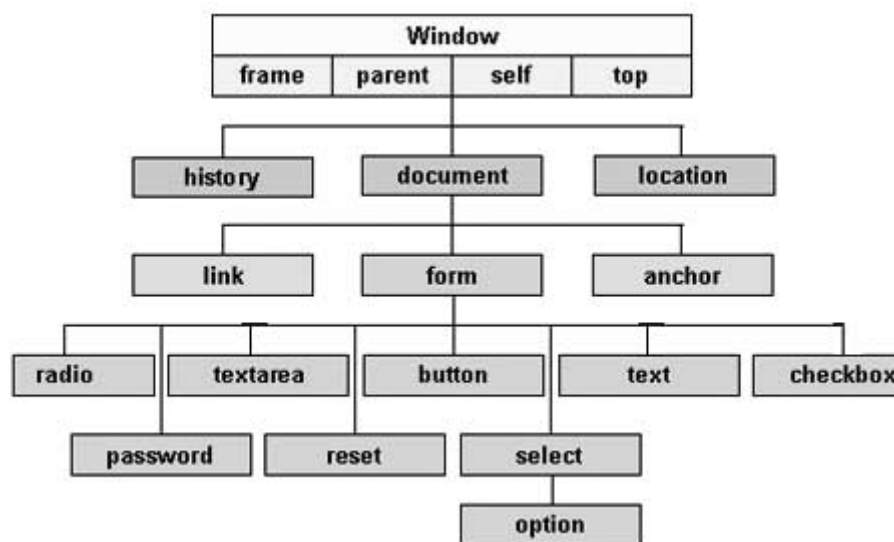 Window
frame parent self top
history document location
link form anchor
radio textarea button text checkbox
password reset select
option